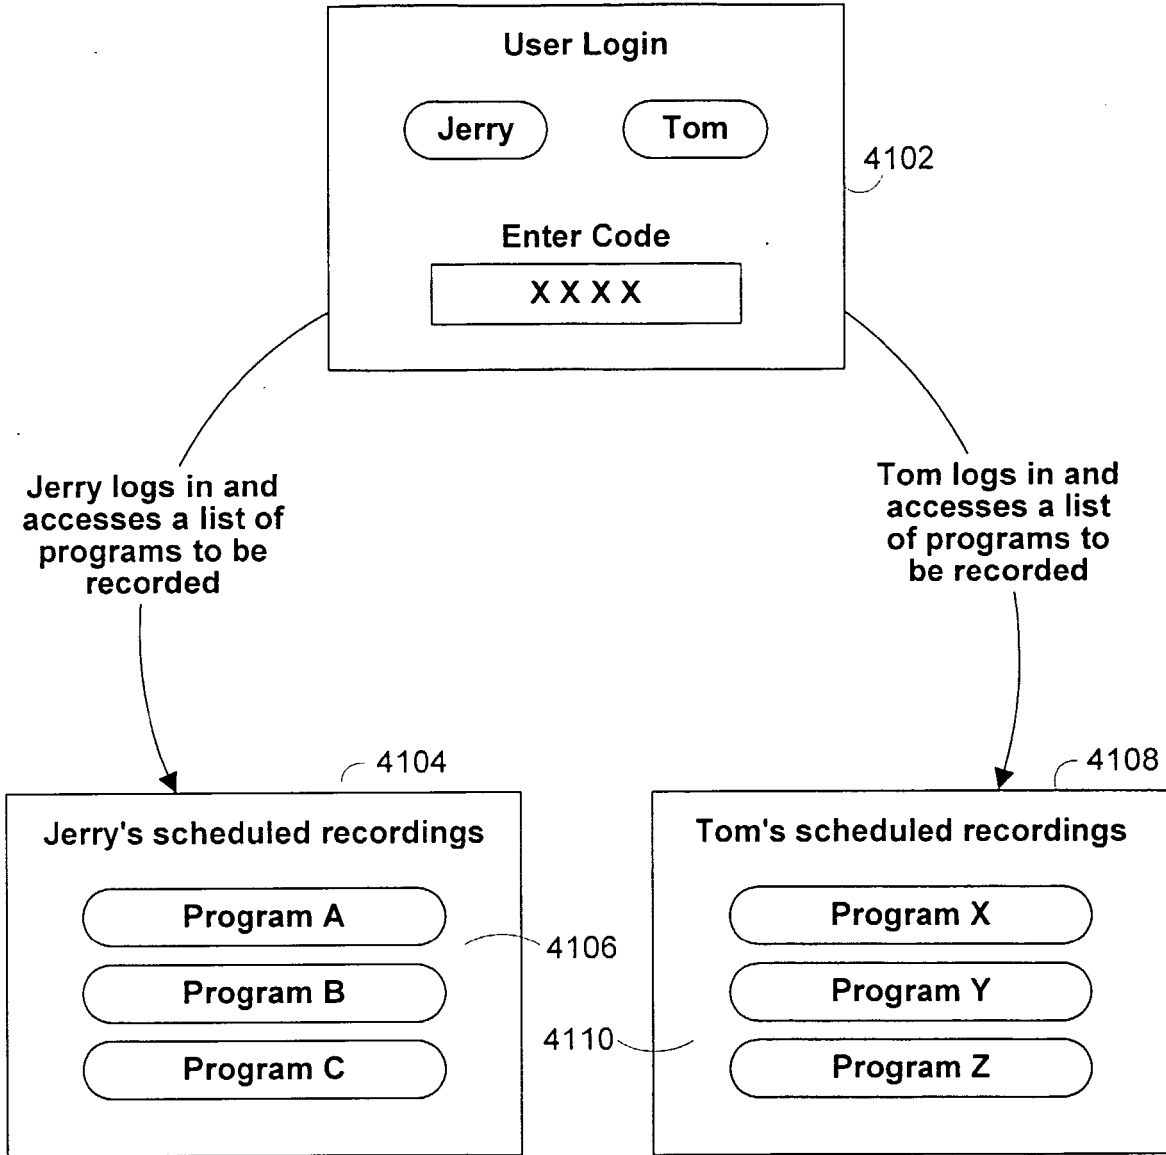 User Login
Jerry
Tom
4102
Enter Code
X X X X
Jerry logs in and
accesses a list of
programs to be
recorded
Tom logs in and
accesses a list
of programs to
be recorded
4104
4108
Jerry's scheduled recordings
Program A
Program B
Program C
4106
Tom's scheduled recordings
Program X
Program Y
Program Z
4110